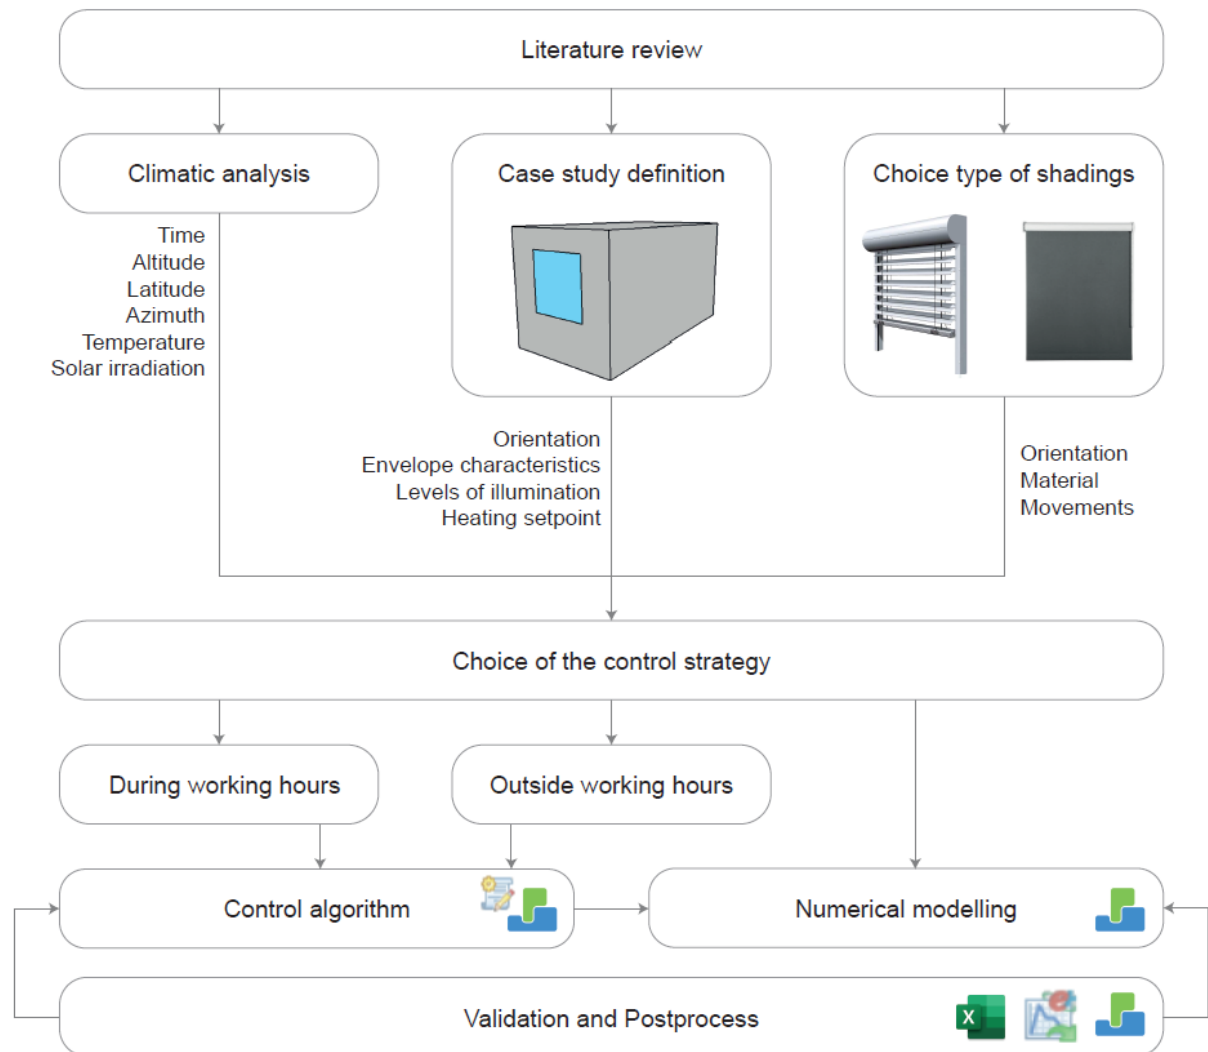 Literature review
Climatic analysis
Case study definition
Choice type of shadings
Time
Altitude
Latitude
Azimuth
Temperature
Solar irradiation
Orientation
Envelope characteristics
Levels of illumination
Heating setpoint
Orientation
Material
Movements
Choice of the control strategy
During working hours
Outside working hours
Control algorithm
Numerical modelling
Validation and Postprocess
X